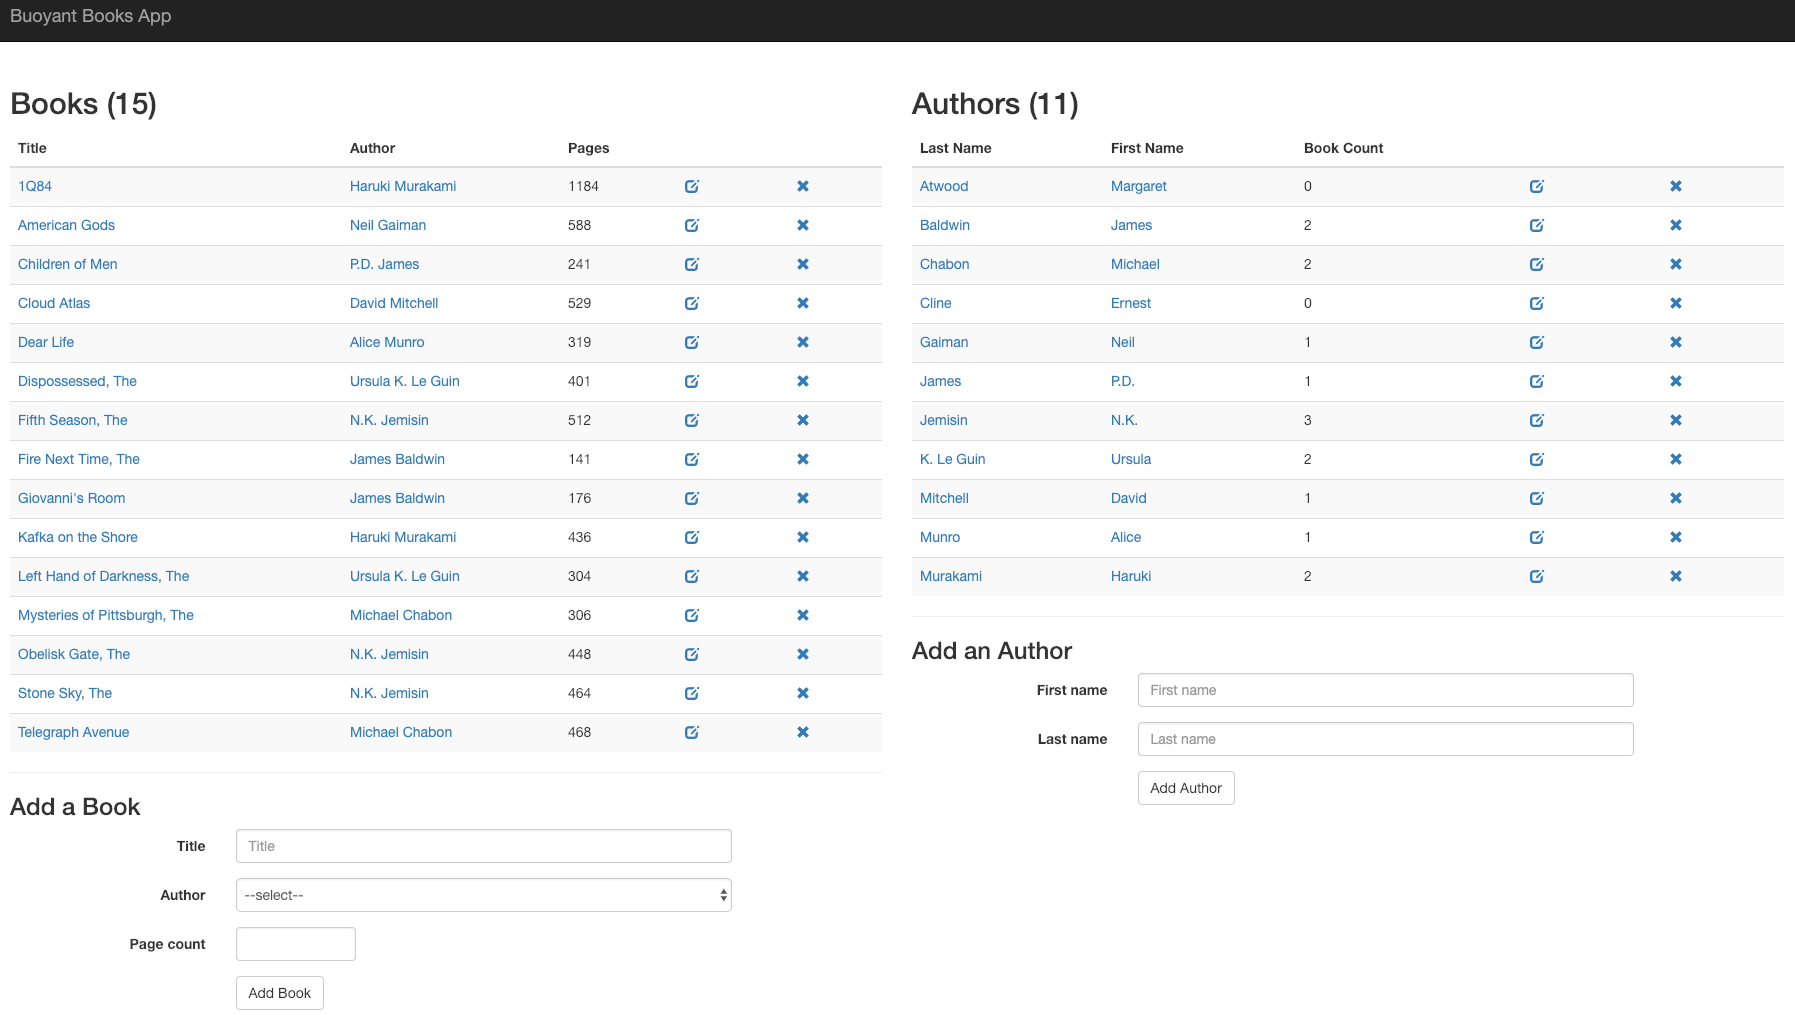 Buoyant Books App
Books (15)
Title Author Pages
1Q84 Haruki Murakami 1184
American Gods Neil Gaiman 588
Children of Men P.D. James 241
Cloud Atlas David Mitchell 529
Dear Life Alice Munro 319
Dispossessed, The Ursula K. Le Guin 401
Fifth Season, The N.K. Jemisin 512
Fire Next Time, The James Baldwin 141
Giovanni's Room James Baldwin 176
Kafka on the Shore Haruki Murakami 436
Left Hand of Darkness, The Ursula K. Le Guin 304
Mysteries of Pittsburgh, The Michael Chabon 306
Obelisk Gate, The N.K. Jemisin 448
Stone Sky, The N.K. Jemisin 464
Telegraph Avenue Michael Chabon 468
Add a Book
Title Title
Author --select--
Page count
Add Book
Authors (11)
Last Name First Name Book Count
Atwood Margaret 0
Baldwin James 2
Chabon Michael 2
Cline Ernest 0
Gaiman Neil 1
James P.D. 1
Jemisin N.K. 3
K. Le Guin Ursula 2
Mitchell David 1
Munro Alice 1
Murakami Haruki 2
Add an Author
First name First name
Last name Last name
Add Author